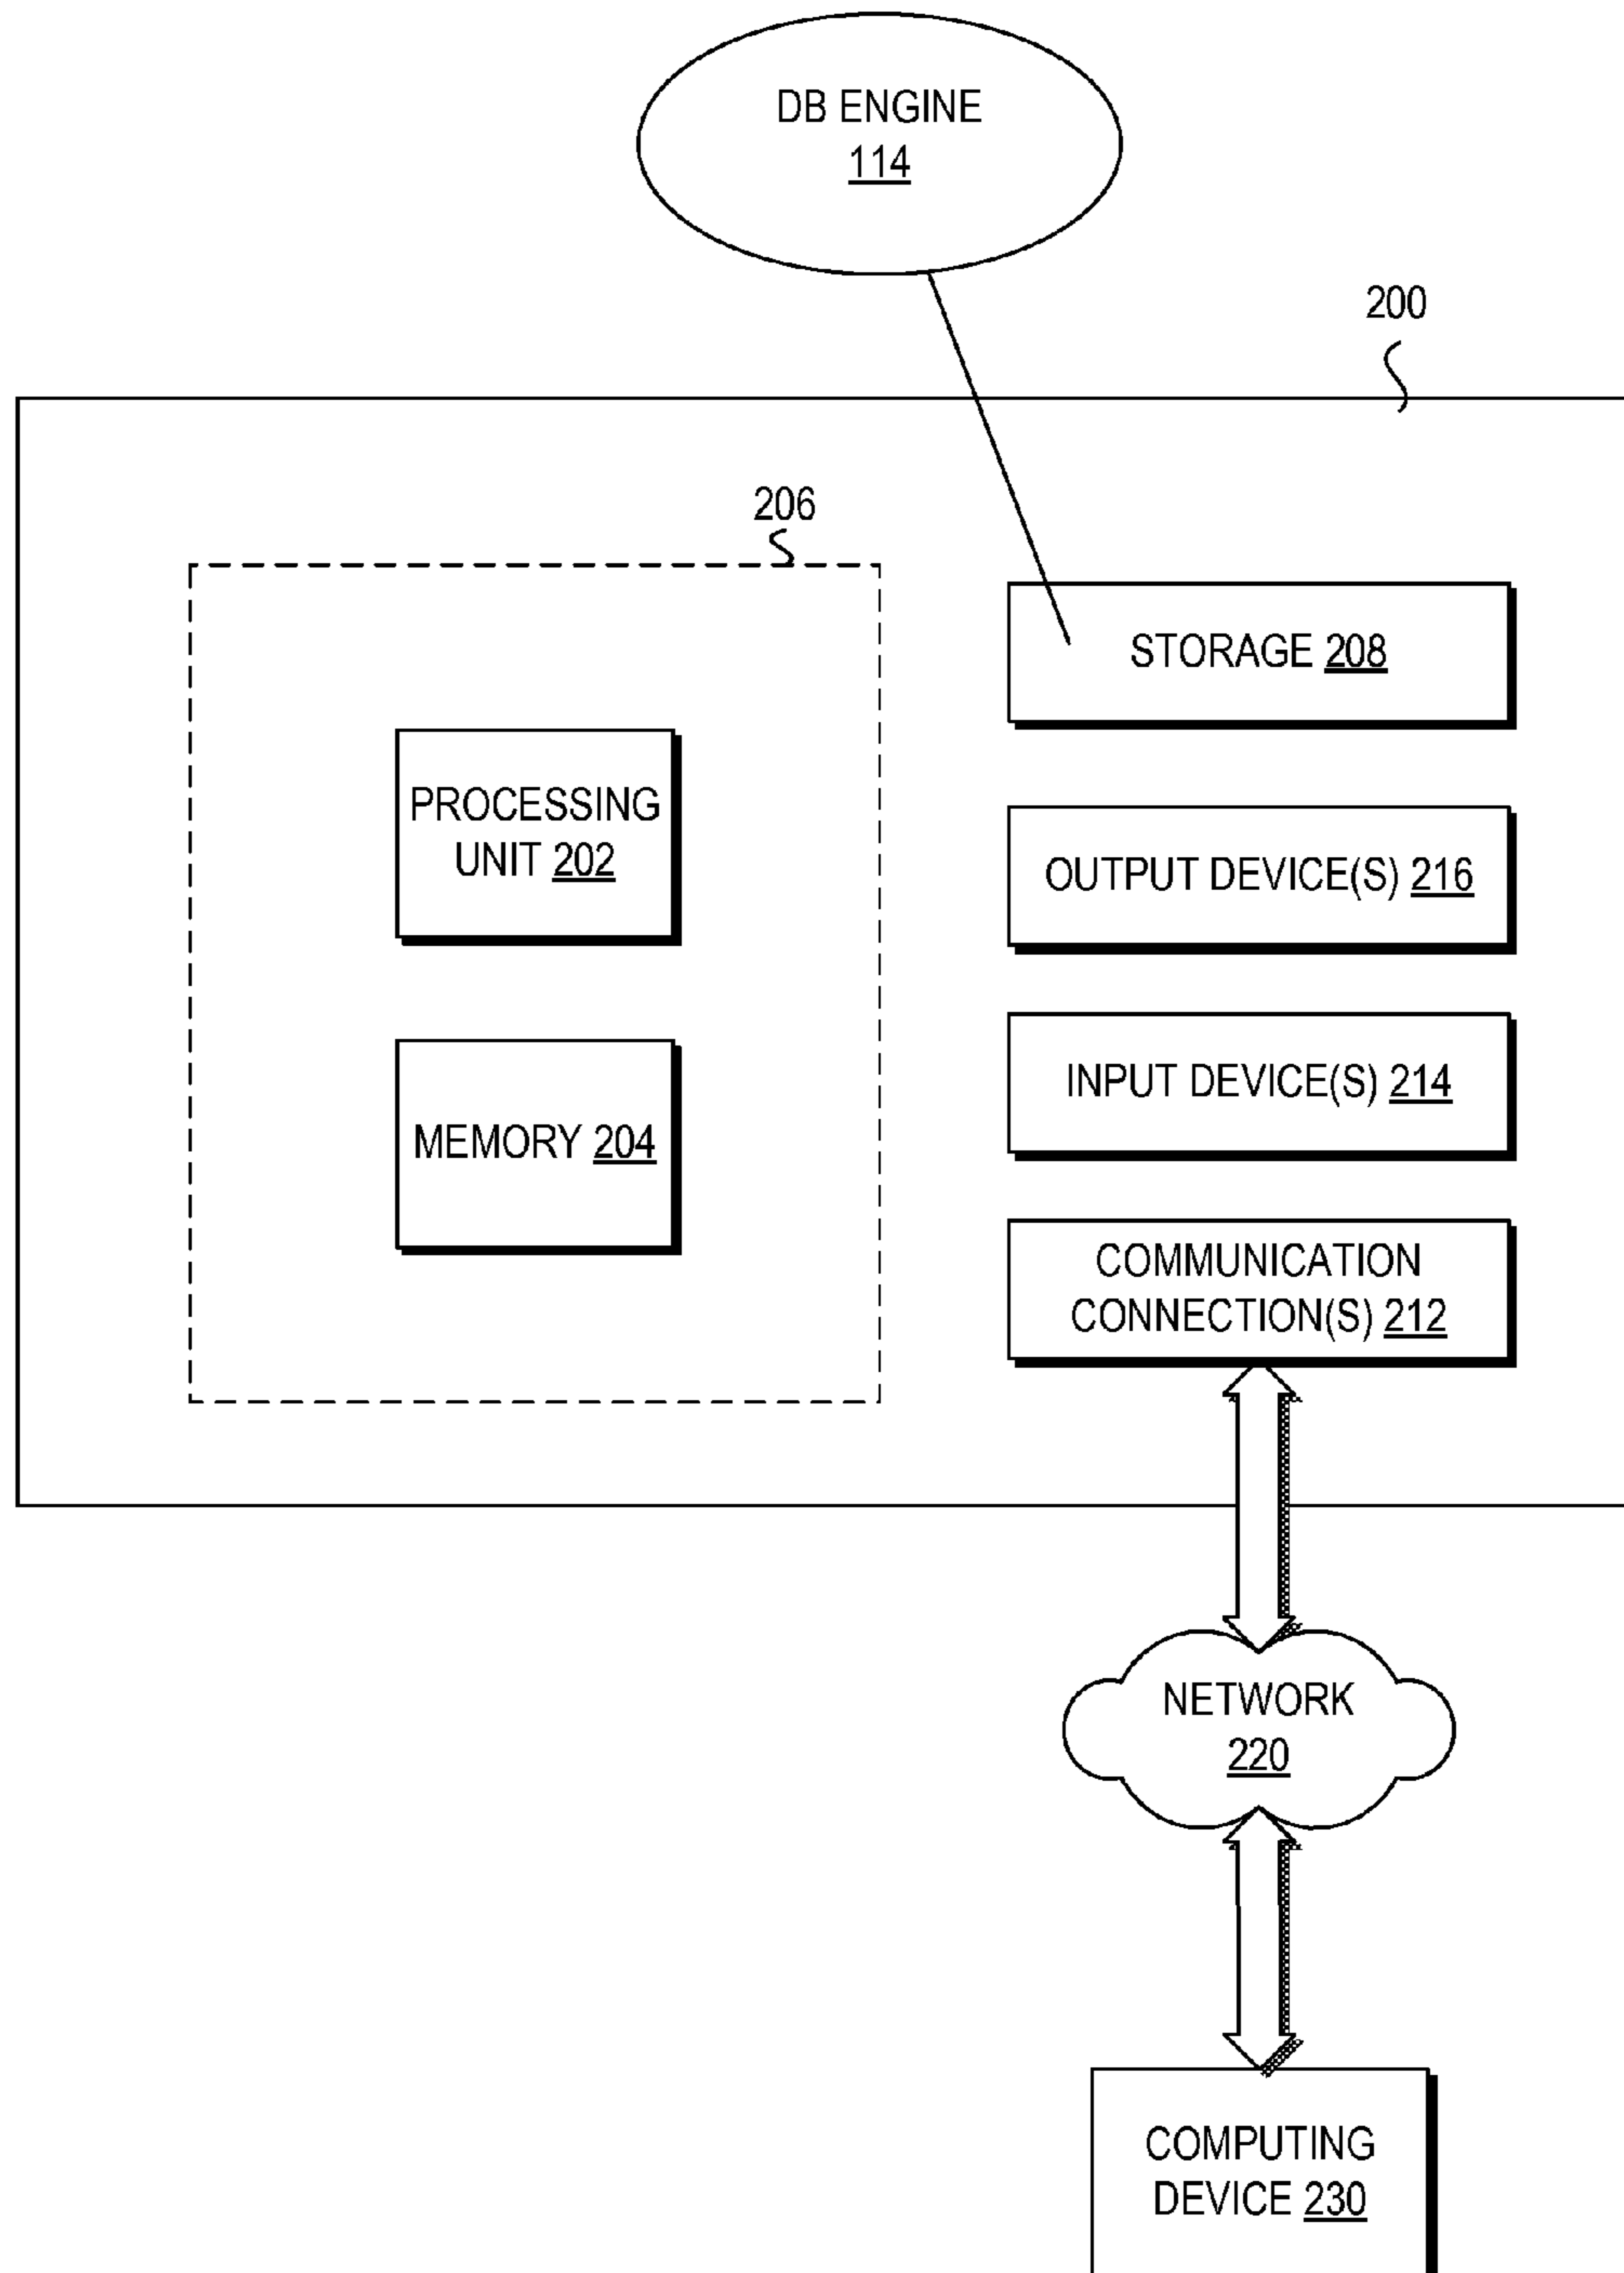 DB ENGINE
114
200
206
STORAGE 208
PROCESSING
UNIT 202
OUTPUT DEVICE(S) 216
INPUT DEVICE(S) 214
MEMORY 204
COMMUNICATION
CONNECTION(S) 212
NETWORK
220
COMPUTING
DEVICE 230